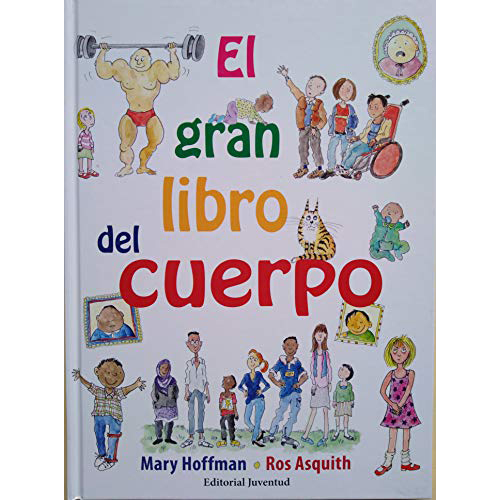 El
gran
libro
del
cuerpo
Mary Hoffman • Ros Asquith
Editorial Juventud